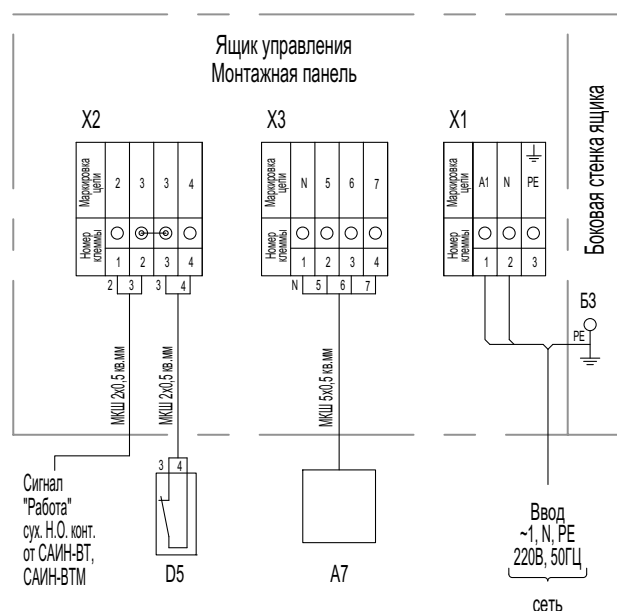 Ящик управления
Монтажная панель
Боковая стенка ящика
X2
X3
X1
Маркировка цепи
2
3
3
4
Номер клеммы
1
2
3
4
2
3
3
4
Маркировка цепи
N
5
6
7
Номер клеммы
1
2
3
4
N
5
6
7
Маркировка цепи
A1
N
PE
Номер клеммы
1
2
3
Б3
PE
МКШ 2x0,5 кв.мм
МКШ 2x0,5 кв.мм
МКШ 5x0,5 кв.мм
Сигнал
"Работа"
сух. Н.О. конт.
от САИН-ВТ,
САИН-ВТМ
3
4
D5
A7
Ввод
~1, N, PE
220В, 50ГЦ
сеть